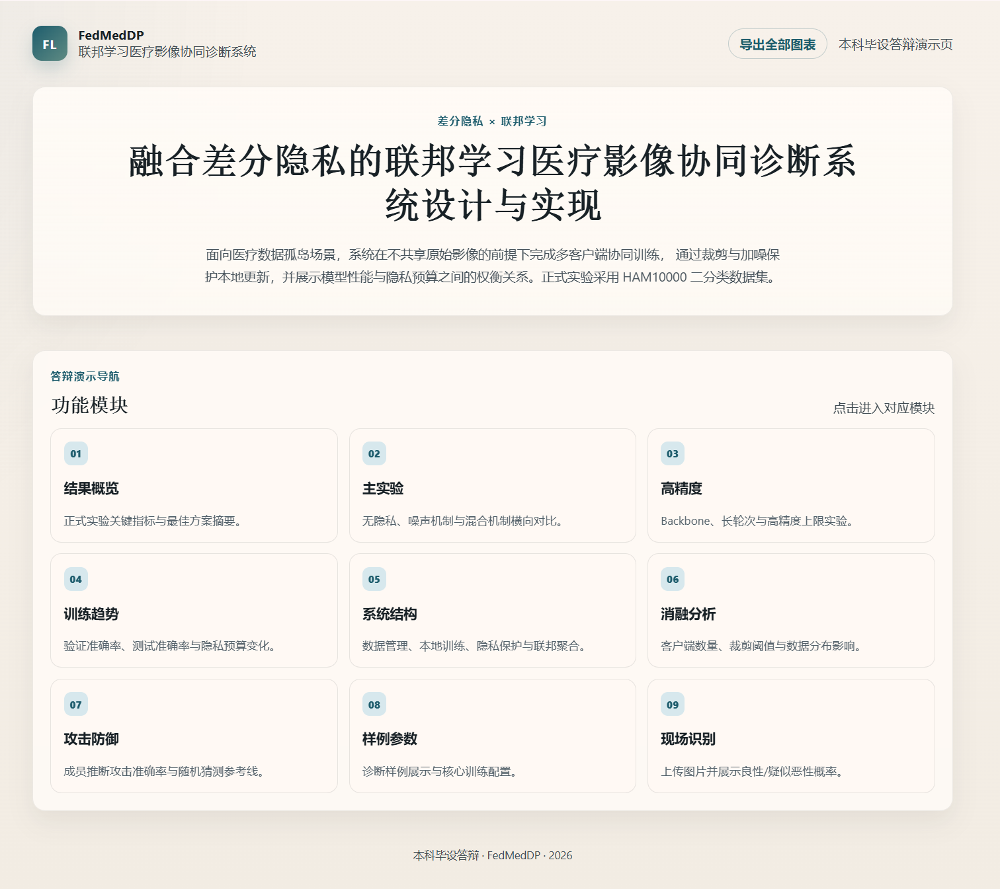 FL
FedMedDP
联邦学习医疗影像协同诊断系统
导出全部图表
本科毕设答辩演示页
差分隐私 × 联邦学习
融合差分隐私的联邦学习医疗影像协同诊断系
统设计与实现
面向医疗数据孤岛场景，系统在不共享原始影像的前提下完成多客户端协同训练， 通过裁剪与加噪保
护本地更新，并展示模型性能与隐私预算之间的权衡关系。正式实验采用 HAM10000 二分类数据集。
答辩演示导航
功能模块
点击进入对应模块
01
结果概览
正式实验关键指标与最佳方案摘要。
02
主实验
无隐私、噪声机制与混合机制横向对比。
03
高精度
Backbone、长轮次与高精度上限实验。
04
训练趋势
验证准确率、测试准确率与隐私预算变化。
05
系统结构
数据管理、本地训练、隐私保护与联邦聚合。
06
消融分析
客户端数量、裁剪阈值与数据分布影响。
07
攻击防御
成员推断攻击准确率与随机猜测参考线。
08
样例参数
诊断样例展示与核心训练配置。
09
现场识别
上传图片并展示良性/疑似恶性概率。
本科毕设答辩 · FedMedDP · 2026